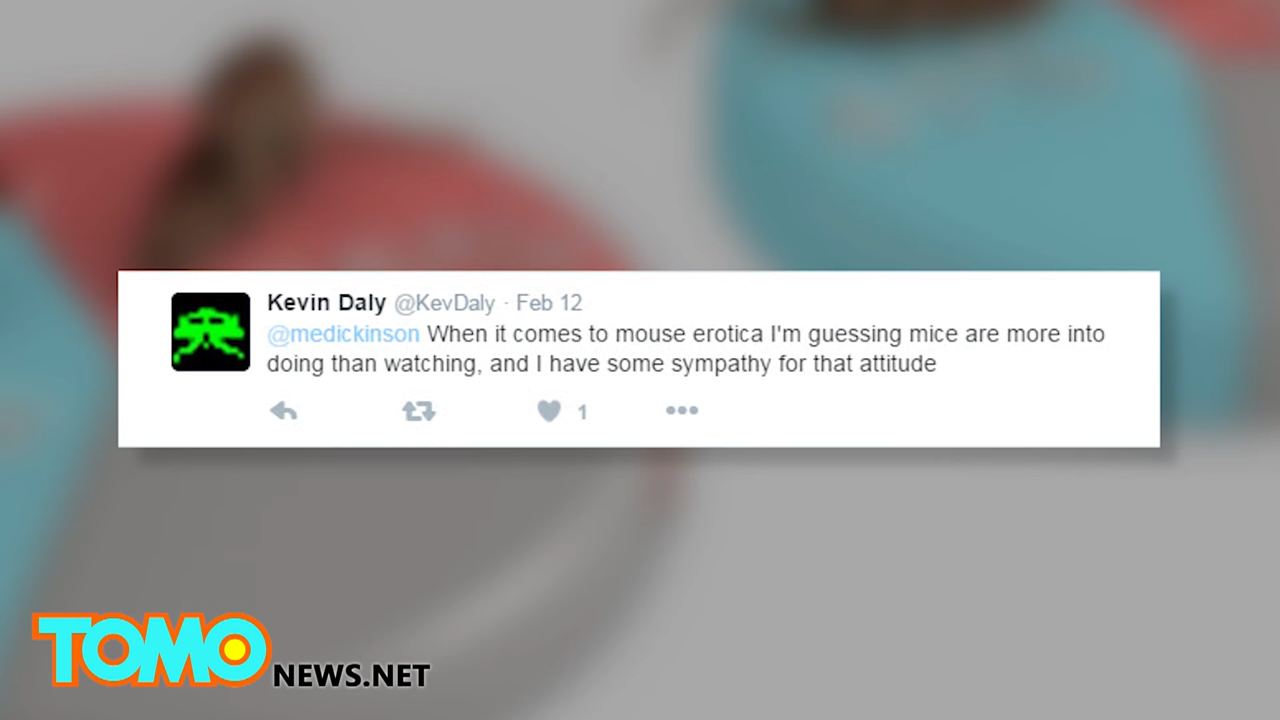 Kevin Daly @KevDaly · Feb 12
@medickinson When it comes to mouse erotica I'm guessing mice are more into
doing than watching, and I have some sympathy for that attitude
1
TOMO NEWS.NET